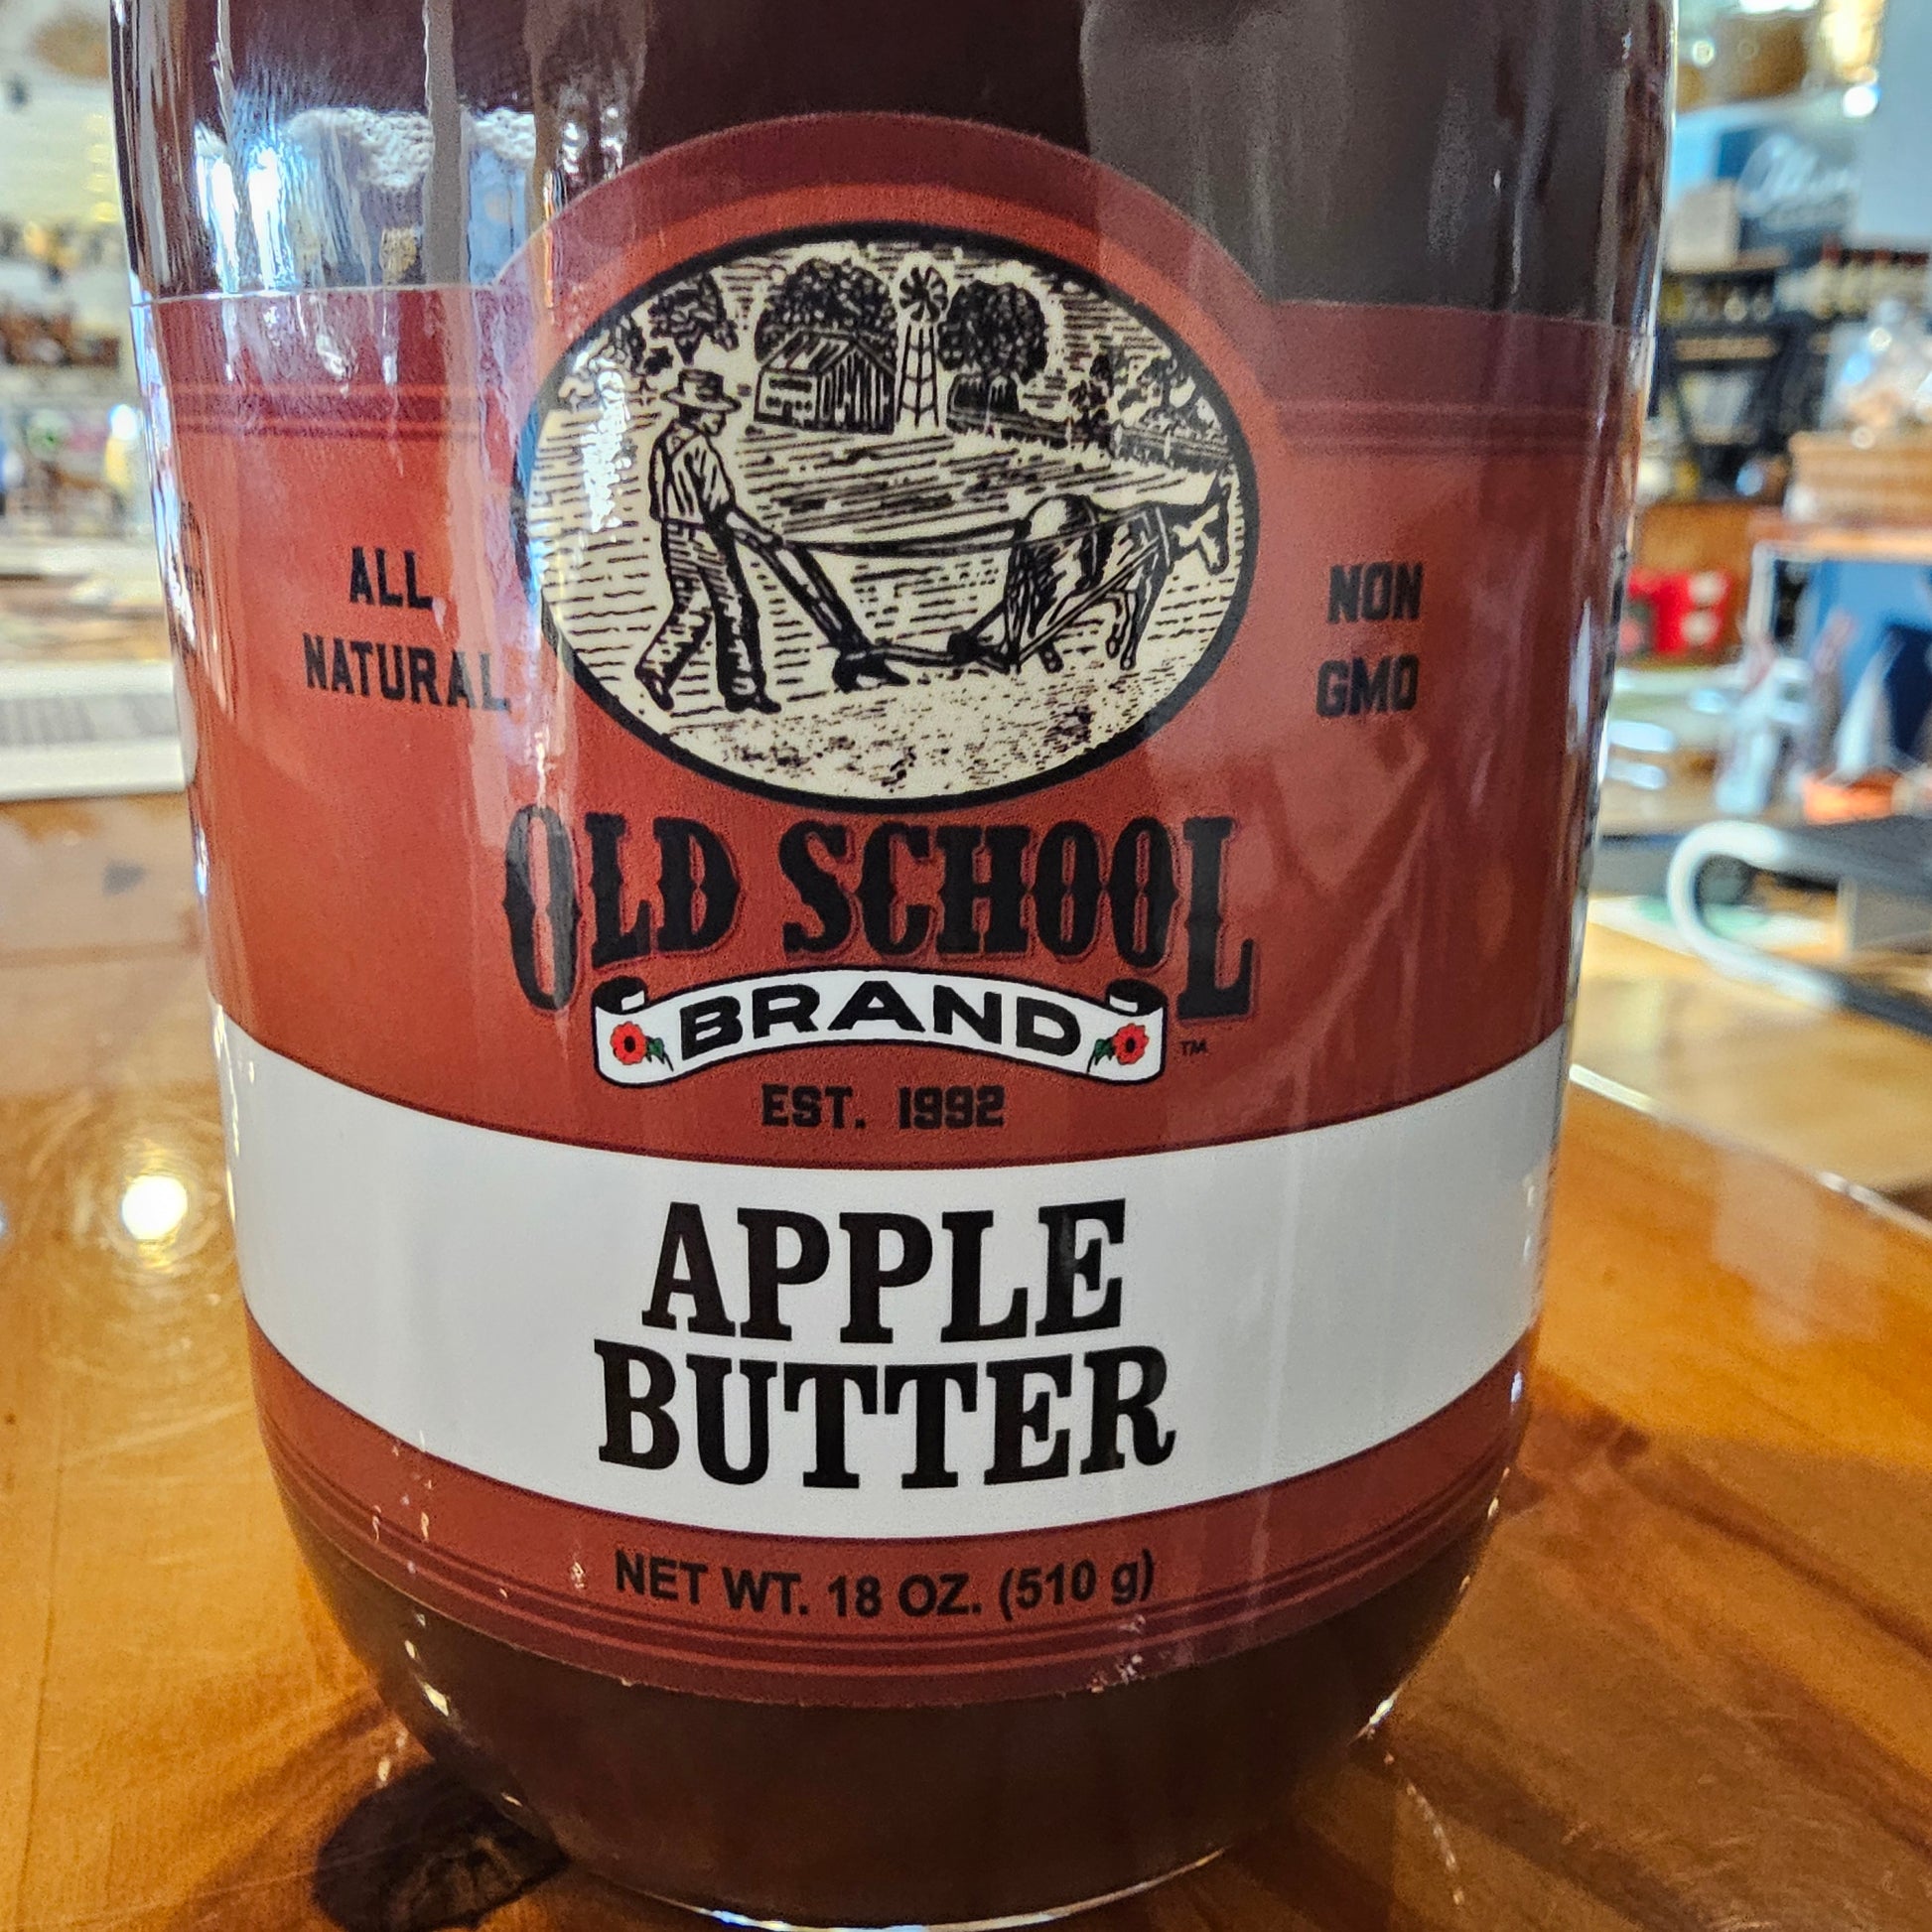 ALL
NATURAL
NON
GMO
OLD SCHOOL
BRAND
™
EST. 1992
APPLE
BUTTER
NET WT. 18 OZ. (510 g)